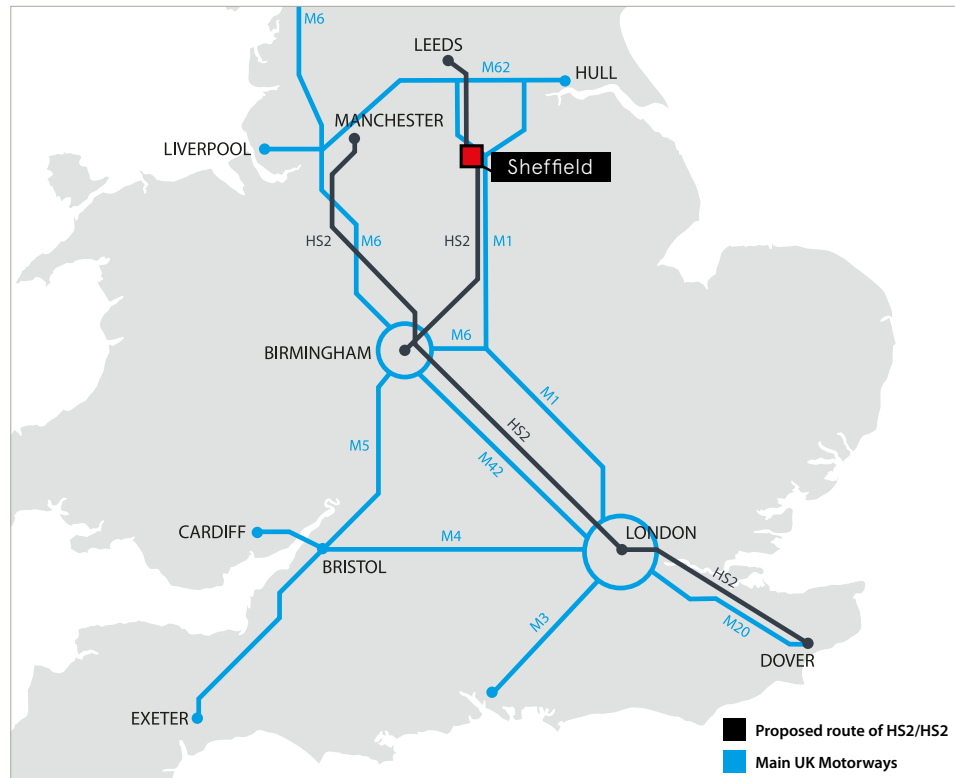 M6
LEEDS
M62
HULL
MANCHESTER
LIVERPOOL
Sheffield
HS2
M6
HS2
M1
M6
BIRMINGHAM
M1
HS2
M5
M42
CARDIFF
M4
LONDON
BRISTOL
HS2
M3
M20
DOVER
EXETER
Proposed route of HS2/HS2
Main UK Motorways